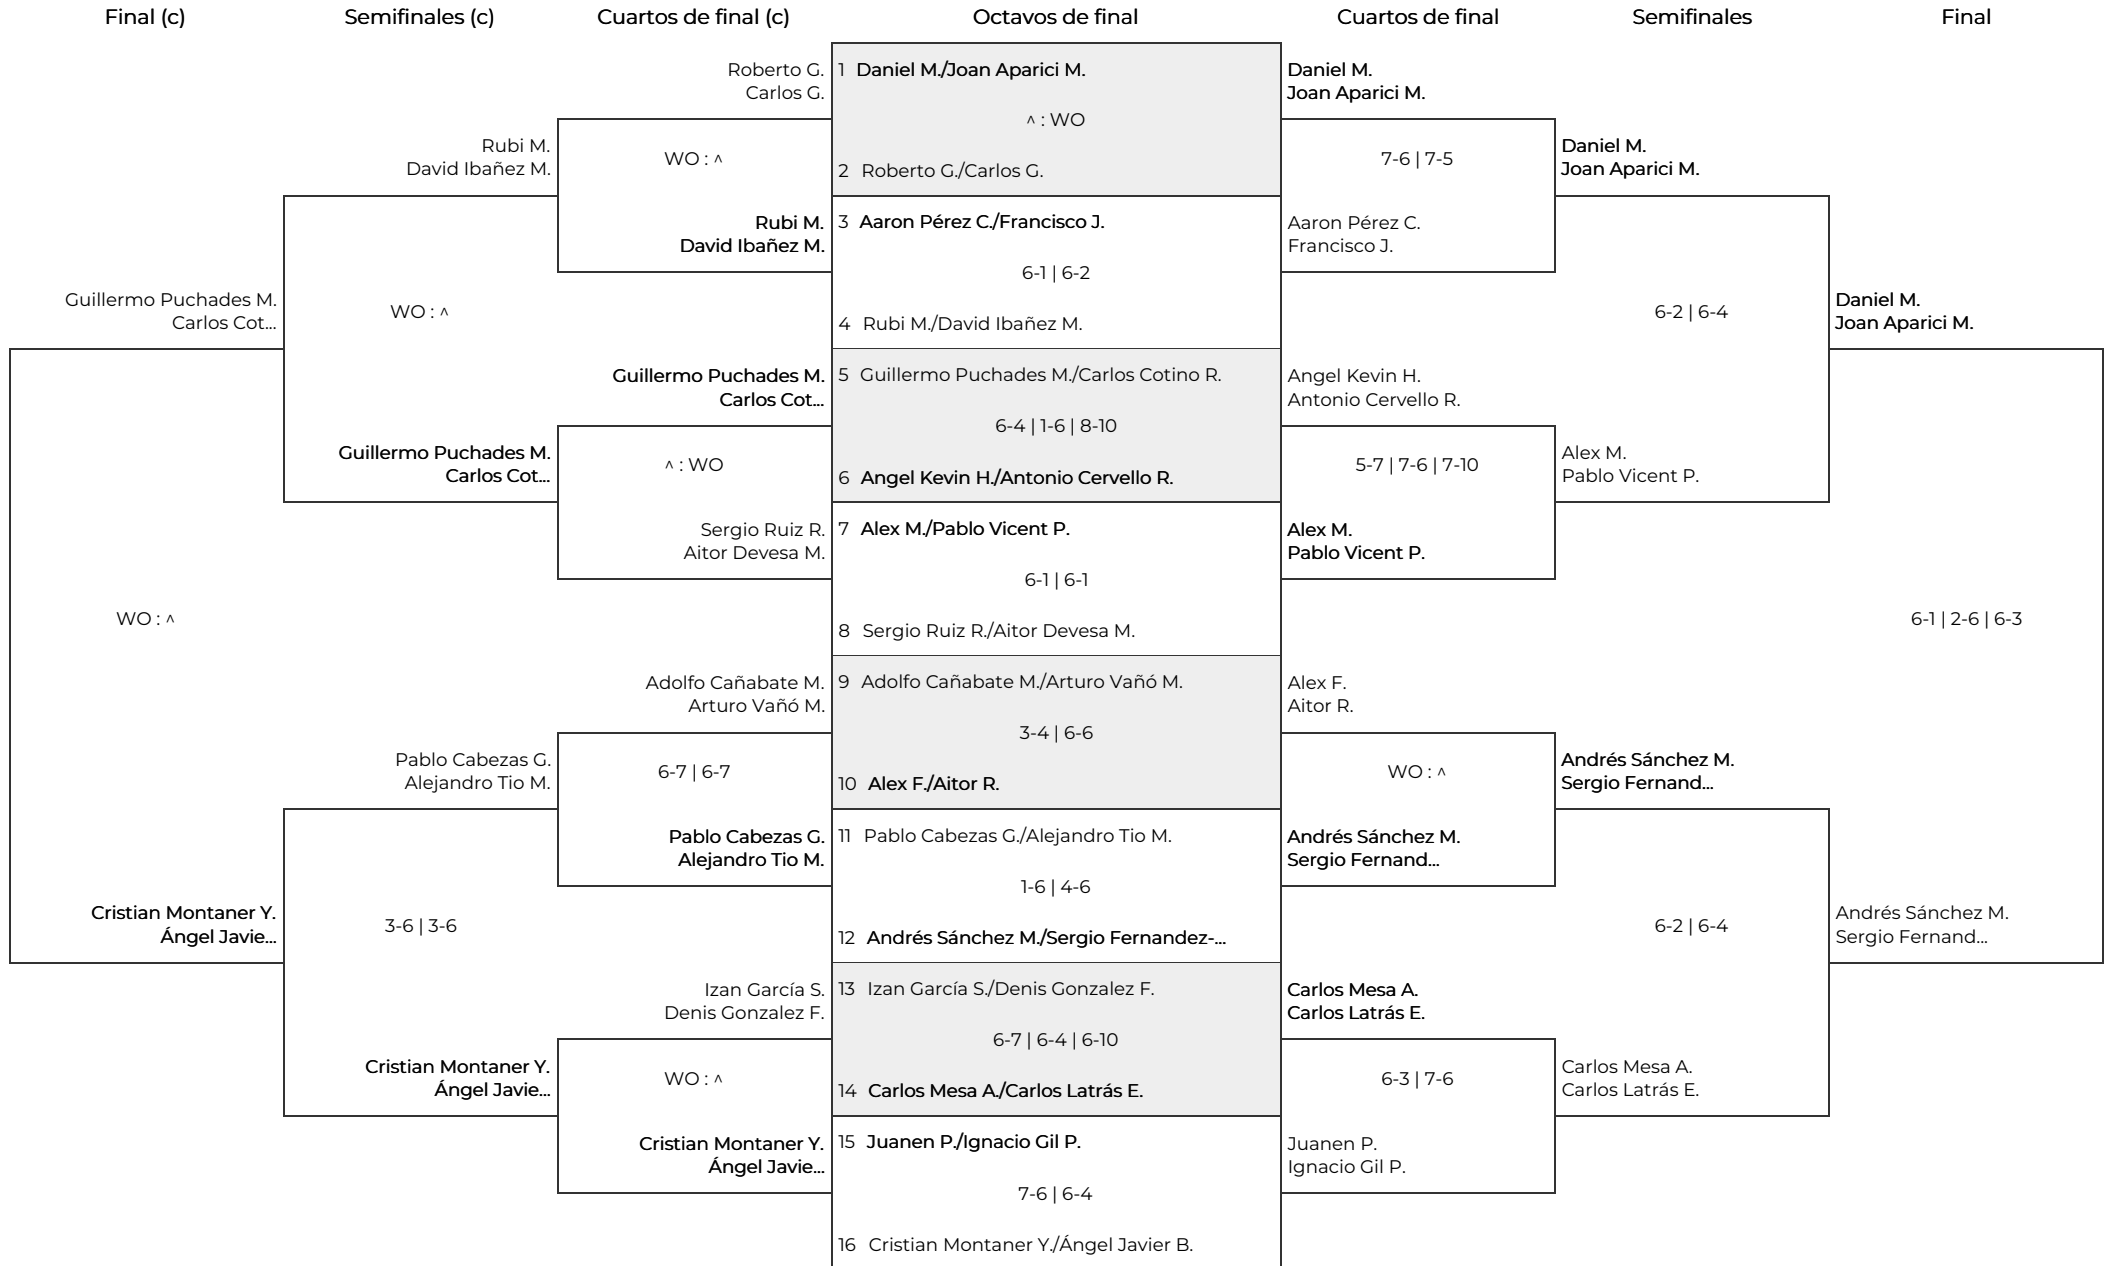 Final (c)
Semifinales (c)
Cuartos de final (c)
Octavos de final
Cuartos de final
Semifinales
Final
Guillermo Puchades M.
Carlos Cot...
WO : ^
Cristian Montaner Y.
Ángel Javie...
Rubi M.
David Ibañez M.
WO : ^
Guillermo Puchades M.
Carlos Cot...
Pablo Cabezas G.
Alejandro Tio M.
3-6 | 3-6
Cristian Montaner Y.
Ángel Javie...
Roberto G.
Carlos G.
WO : ^
Rubi M.
David Ibañez M.
Guillermo Puchades M.
Carlos Cot...
^ : WO
Sergio Ruiz R.
Aitor Devesa M.
Adolfo Cañabate M.
Arturo Vañó M.
6-7 | 6-7
Pablo Cabezas G.
Alejandro Tio M.
Izan García S.
Denis Gonzalez F.
WO : ^
Cristian Montaner Y.
Ángel Javie...
1 Daniel M./Joan Aparici M.
^ : WO
2 Roberto G./Carlos G.
3 Aaron Pérez C./Francisco J.
6-1 | 6-2
4 Rubi M./David Ibañez M.
5 Guillermo Puchades M./Carlos Cotino R.
6-4 | 1-6 | 8-10
6 Angel Kevin H./Antonio Cervello R.
7 Alex M./Pablo Vicent P.
6-1 | 6-1
8 Sergio Ruiz R./Aitor Devesa M.
9 Adolfo Cañabate M./Arturo Vañó M.
3-4 | 6-6
10 Alex F./Aitor R.
11 Pablo Cabezas G./Alejandro Tio M.
1-6 | 4-6
12 Andrés Sánchez M./Sergio Fernandez-...
13 Izan García S./Denis Gonzalez F.
6-7 | 6-4 | 6-10
14 Carlos Mesa A./Carlos Latrás E.
15 Juanen P./Ignacio Gil P.
7-6 | 6-4
16 Cristian Montaner Y./Ángel Javier B.
Daniel M.
Joan Aparici M.
7-6 | 7-5
Aaron Pérez C.
Francisco J.
Angel Kevin H.
Antonio Cervello R.
5-7 | 7-6 | 7-10
Alex M.
Pablo Vicent P.
Alex F.
Aitor R.
WO : ^
Andrés Sánchez M.
Sergio Fernand...
Carlos Mesa A.
Carlos Latrás E.
6-3 | 7-6
Juanen P.
Ignacio Gil P.
Daniel M.
Joan Aparici M.
6-2 | 6-4
Alex M.
Pablo Vicent P.
Andrés Sánchez M.
Sergio Fernand...
6-2 | 6-4
Carlos Mesa A.
Carlos Latrás E.
Daniel M.
Joan Aparici M.
6-1 | 2-6 | 6-3
Andrés Sánchez M.
Sergio Fernand...